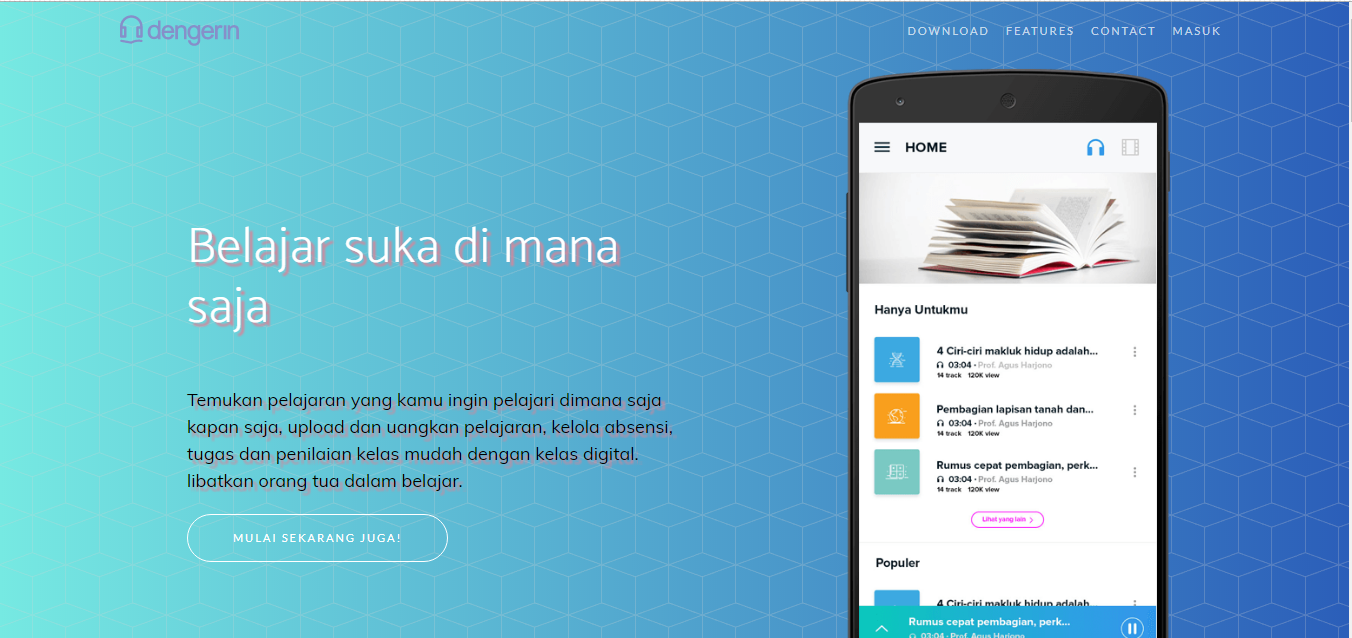 dengerin
DOWNLOAD FEATURES CONTACT MASUK
Belajar suka di mana
saja
Temukan pelajaran yang kamu ingin pelajari dimana saja
kapan saja, upload dan uangkan pelajaran, kelola absensi,
tugas dan penilaian kelas mudah dengan kelas digital.
libatkan orang tua dalam belajar.
MULAI SEKARANG JUGA!
HOME
Hanya Untukmu
4 Ciri-ciri makluk hidup adalah...
03:04 • Prof. Agus Harjono
14 track 120K view
Pembagian lapisan tanah dan...
03:04 • Prof. Agus Harjono
14 track 120K view
Rumus cepat pembagian, perk...
03:04 • Prof. Agus Harjono
14 track 120K view
Lihat yang lain
Populer
4 Ciri-ciri makluk hidup adalah...
Rumus cepat pembagian, perk...
03:04 • Prof. Agus Harjono